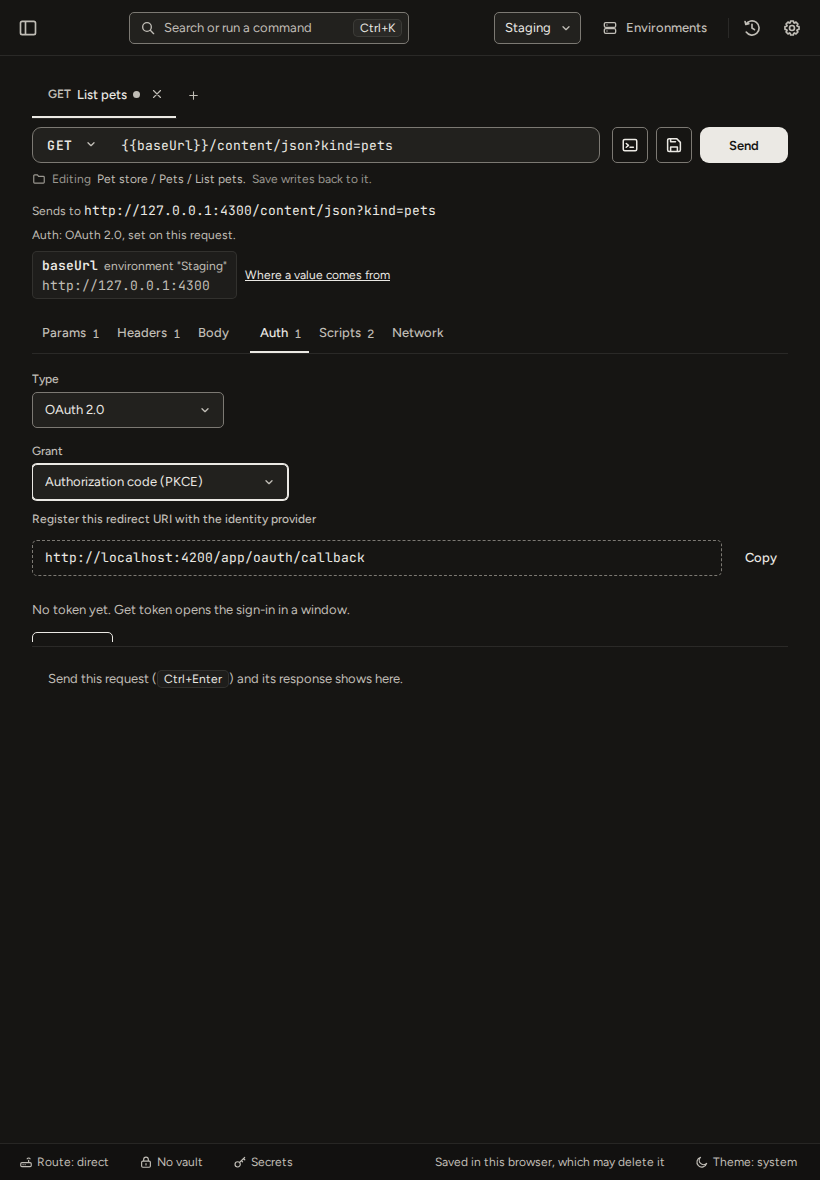 Search or run a command Ctrl+K Staging Environments
GET List pets
GET {{baseUrl}}/content/json?kind=pets Send
Editing Pet store / Pets / List pets. Save writes back to it.
Sends to http://127.0.0.1:4300/content/json?kind=pets
Auth: OAuth 2.0, set on this request.
baseUrl environment "Staging"
http://127.0.0.1:4300
Where a value comes from
Params 1 Headers 1 Body Auth 1 Scripts 2 Network
Type
OAuth 2.0
Grant
Authorization code (PKCE)
Register this redirect URI with the identity provider
http://localhost:4200/app/oauth/callback Copy
No token yet. Get token opens the sign-in in a window.
Send this request (Ctrl+Enter) and its response shows here.
Route: direct No vault Secrets Saved in this browser, which may delete it Theme: system